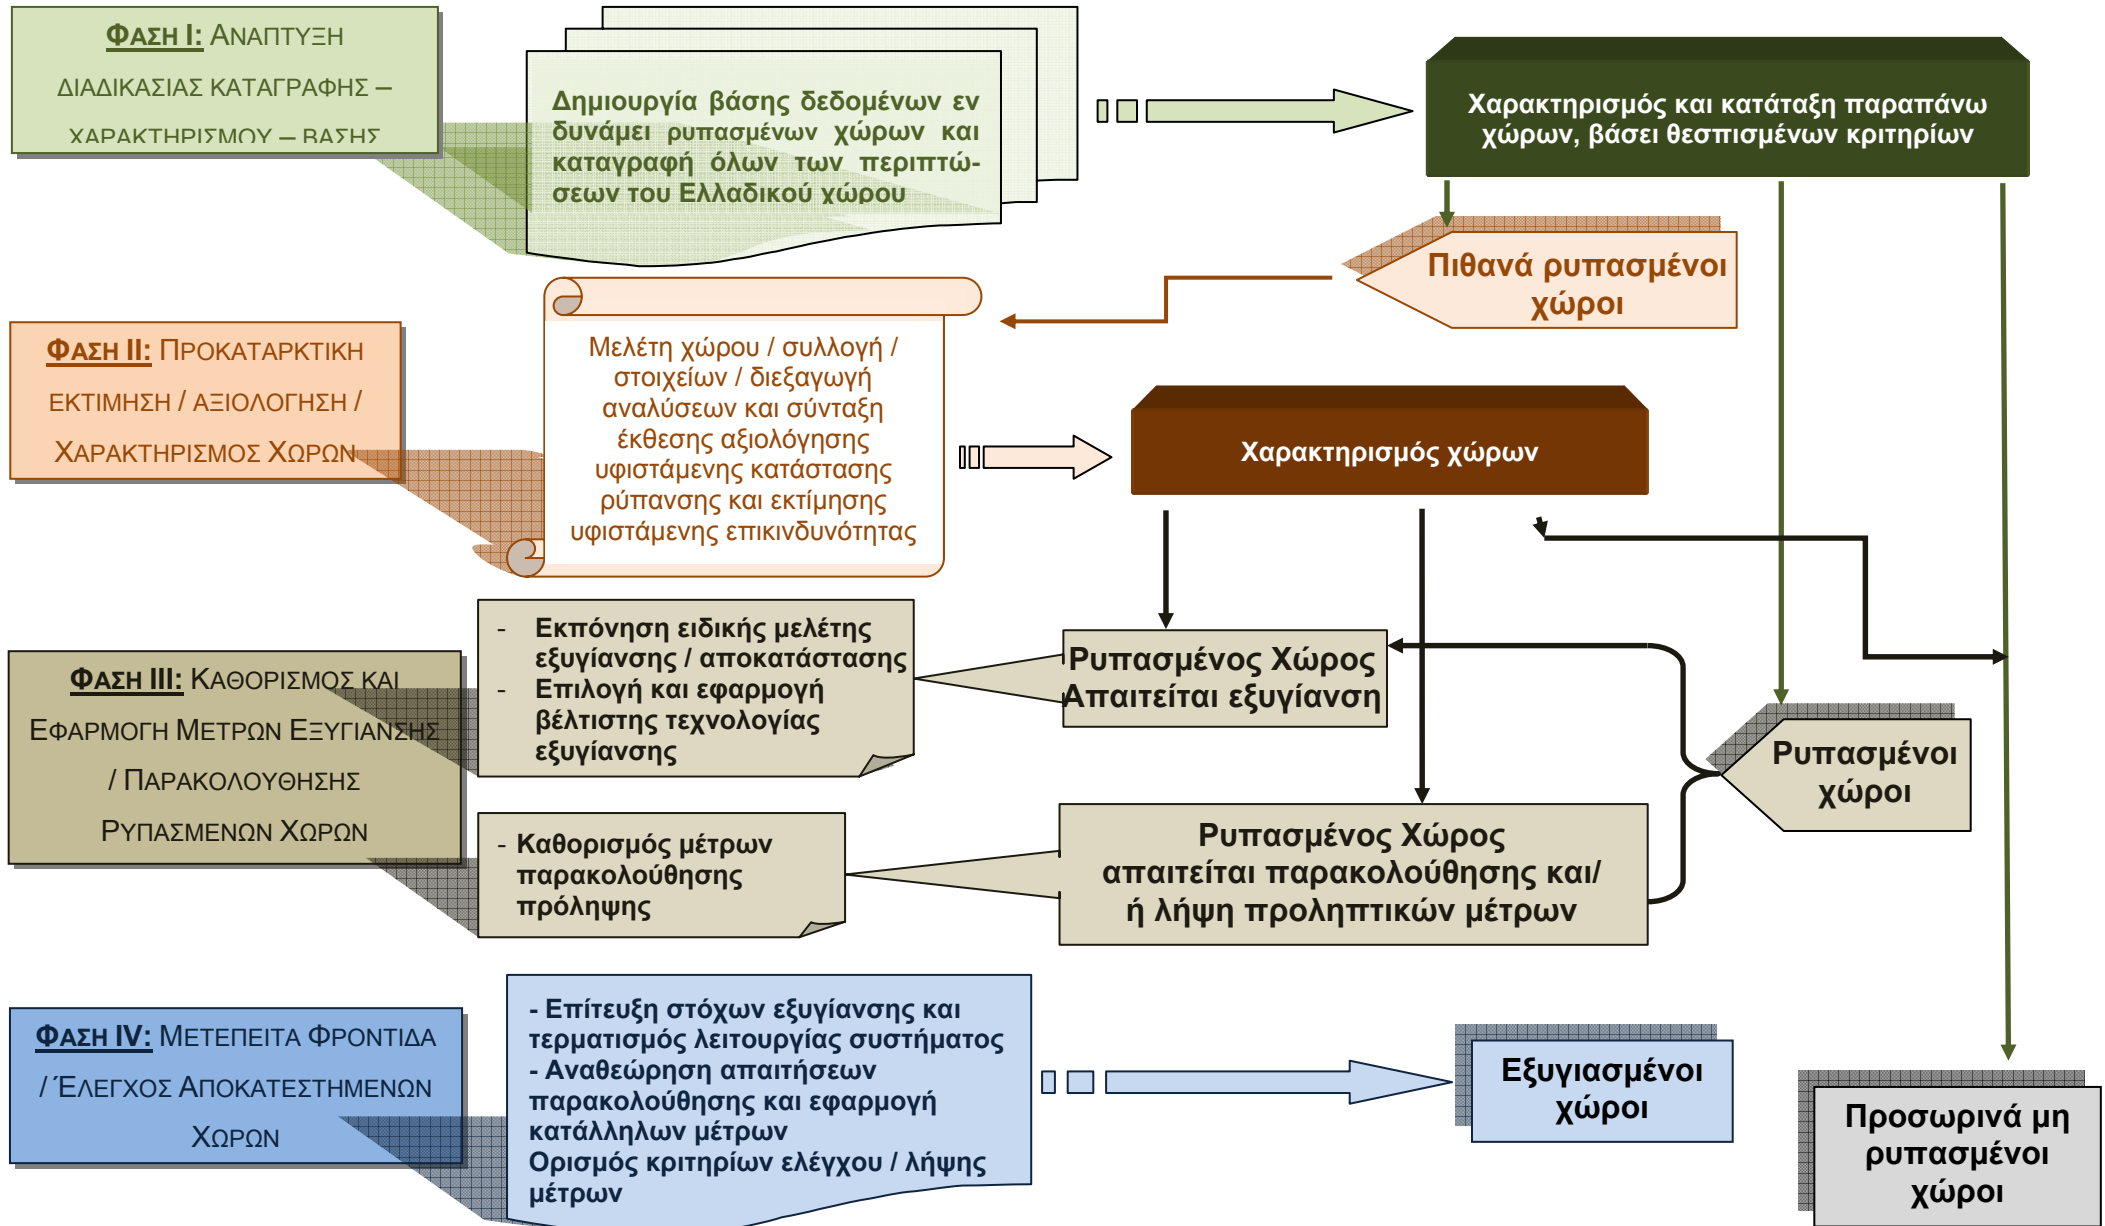 ΦΑΣΗ I: ΑΝΑΠΤΥΞΗ
ΔΙΑΔΙΚΑΣΙΑΣ ΚΑΤΑΓΡΑΦΗΣ –
ΧΑΡΑΚΤΗΡΙΣΜΟΥ – ΒΑΣΗΣ
Δημιουργία βάσης δεδομένων εν
δυνάμει ρυπασμένων χώρων και
καταγραφή όλων των περιπτώ-
σεων του Ελλαδικού χώρου
Χαρακτηρισμός και κατάταξη παραπάνω
χώρων, βάσει θεσπισμένων κριτηρίων
Πιθανά ρυπασμένοι
χώροι
ΦΑΣΗ II: ΠΡΟΚΑΤΑΡΚΤΙΚΗ
ΕΚΤΙΜΗΣΗ / ΑΞΙΟΛΟΓΗΣΗ /
ΧΑΡΑΚΤΗΡΙΣΜΟΣ ΧΩΡΩΝ
Μελέτη χώρου / συλλογή /
στοιχείων / διεξαγωγή
αναλύσεων και σύνταξη
έκθεσης αξιολόγησης
υφιστάμενης κατάστασης
ρύπανσης και εκτίμησης
υφιστάμενης επικινδυνότητας
Χαρακτηρισμός χώρων
ΦΑΣΗ III: ΚΑΘΟΡΙΣΜΟΣ ΚΑΙ
ΕΦΑΡΜΟΓΗ ΜΕΤΡΩΝ ΕΞΥΓΙΑΝΣΗΣ
/ ΠΑΡΑΚΟΛΟΥΘΗΣΗΣ
ΡΥΠΑΣΜΕΝΩΝ ΧΩΡΩΝ
- Εκπόνηση ειδικής μελέτης
εξυγίανσης / αποκατάστασης
- Επιλογή και εφαρμογή
βέλτιστης τεχνολογίας
εξυγίανσης
Ρυπασμένος Χώρος
Απαιτείται εξυγίανση
Ρυπασμένοι
χώροι
- Καθορισμός μέτρων
παρακολούθησης
πρόληψης
Ρυπασμένος Χώρος
απαιτείται παρακολούθησης και/
ή λήψη προληπτικών μέτρων
ΦΑΣΗ IV: ΜΕΤΕΠΕΙΤΑ ΦΡΟΝΤΙΔΑ
/ ΈΛΕΓΧΟΣ ΑΠΟΚΑΤΕΣΤΗΜΕΝΩΝ
ΧΩΡΩΝ
- Επίτευξη στόχων εξυγίανσης και
τερματισμός λειτουργίας συστήματος
- Αναθεώρηση απαιτήσεων
παρακολούθησης και εφαρμογή
κατάλληλων μέτρων
Ορισμός κριτηρίων ελέγχου / λήψης
μέτρων
Εξυγιασμένοι
χώροι
Προσωρινά μη
ρυπασμένοι
χώροι